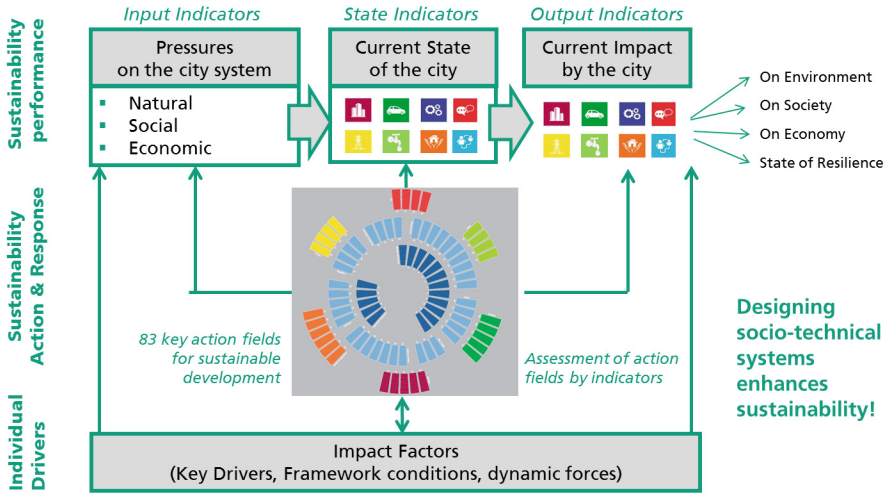 Input Indicators
State Indicators
Output Indicators
Sustainability
performance
Pressures
on the city system
Current State
of the city
Current Impact
by the city
▪ Natural
▪ Social
▪ Economic
On Environment
On Society
On Economy
State of Resilience
Sustainability
Action & Response
83 key action fields
for sustainable
development
Assessment of action
fields by indicators
Designing
socio-technical
systems
enhances
sustainability!
Individual
Drivers
Impact Factors
(Key Drivers, Framework conditions, dynamic forces)